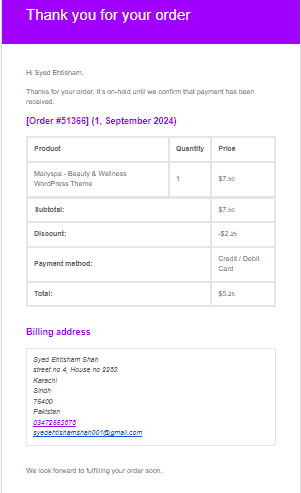 Thank you for your order
Hi Syed Ehtisham,
Thanks for your order. It's on-hold until we confirm that payment has been
received.
[Order #51366] (1, September 2024)
Product Quantity Price
Mailyspa - Beauty & Wellness
WordPress Theme
1 $7.50
Subtotal: $7.50
Discount: -$2.25
Payment method: Credit / Debit
Card
Total: $5.25
Billing address
Syed Ehtisham Shah
street no 4, House no 2283
Karachi
Sindh
75400
Pakistan
syedehtishamshah001@gmail.com
We look forward to fulfilling your order soon.